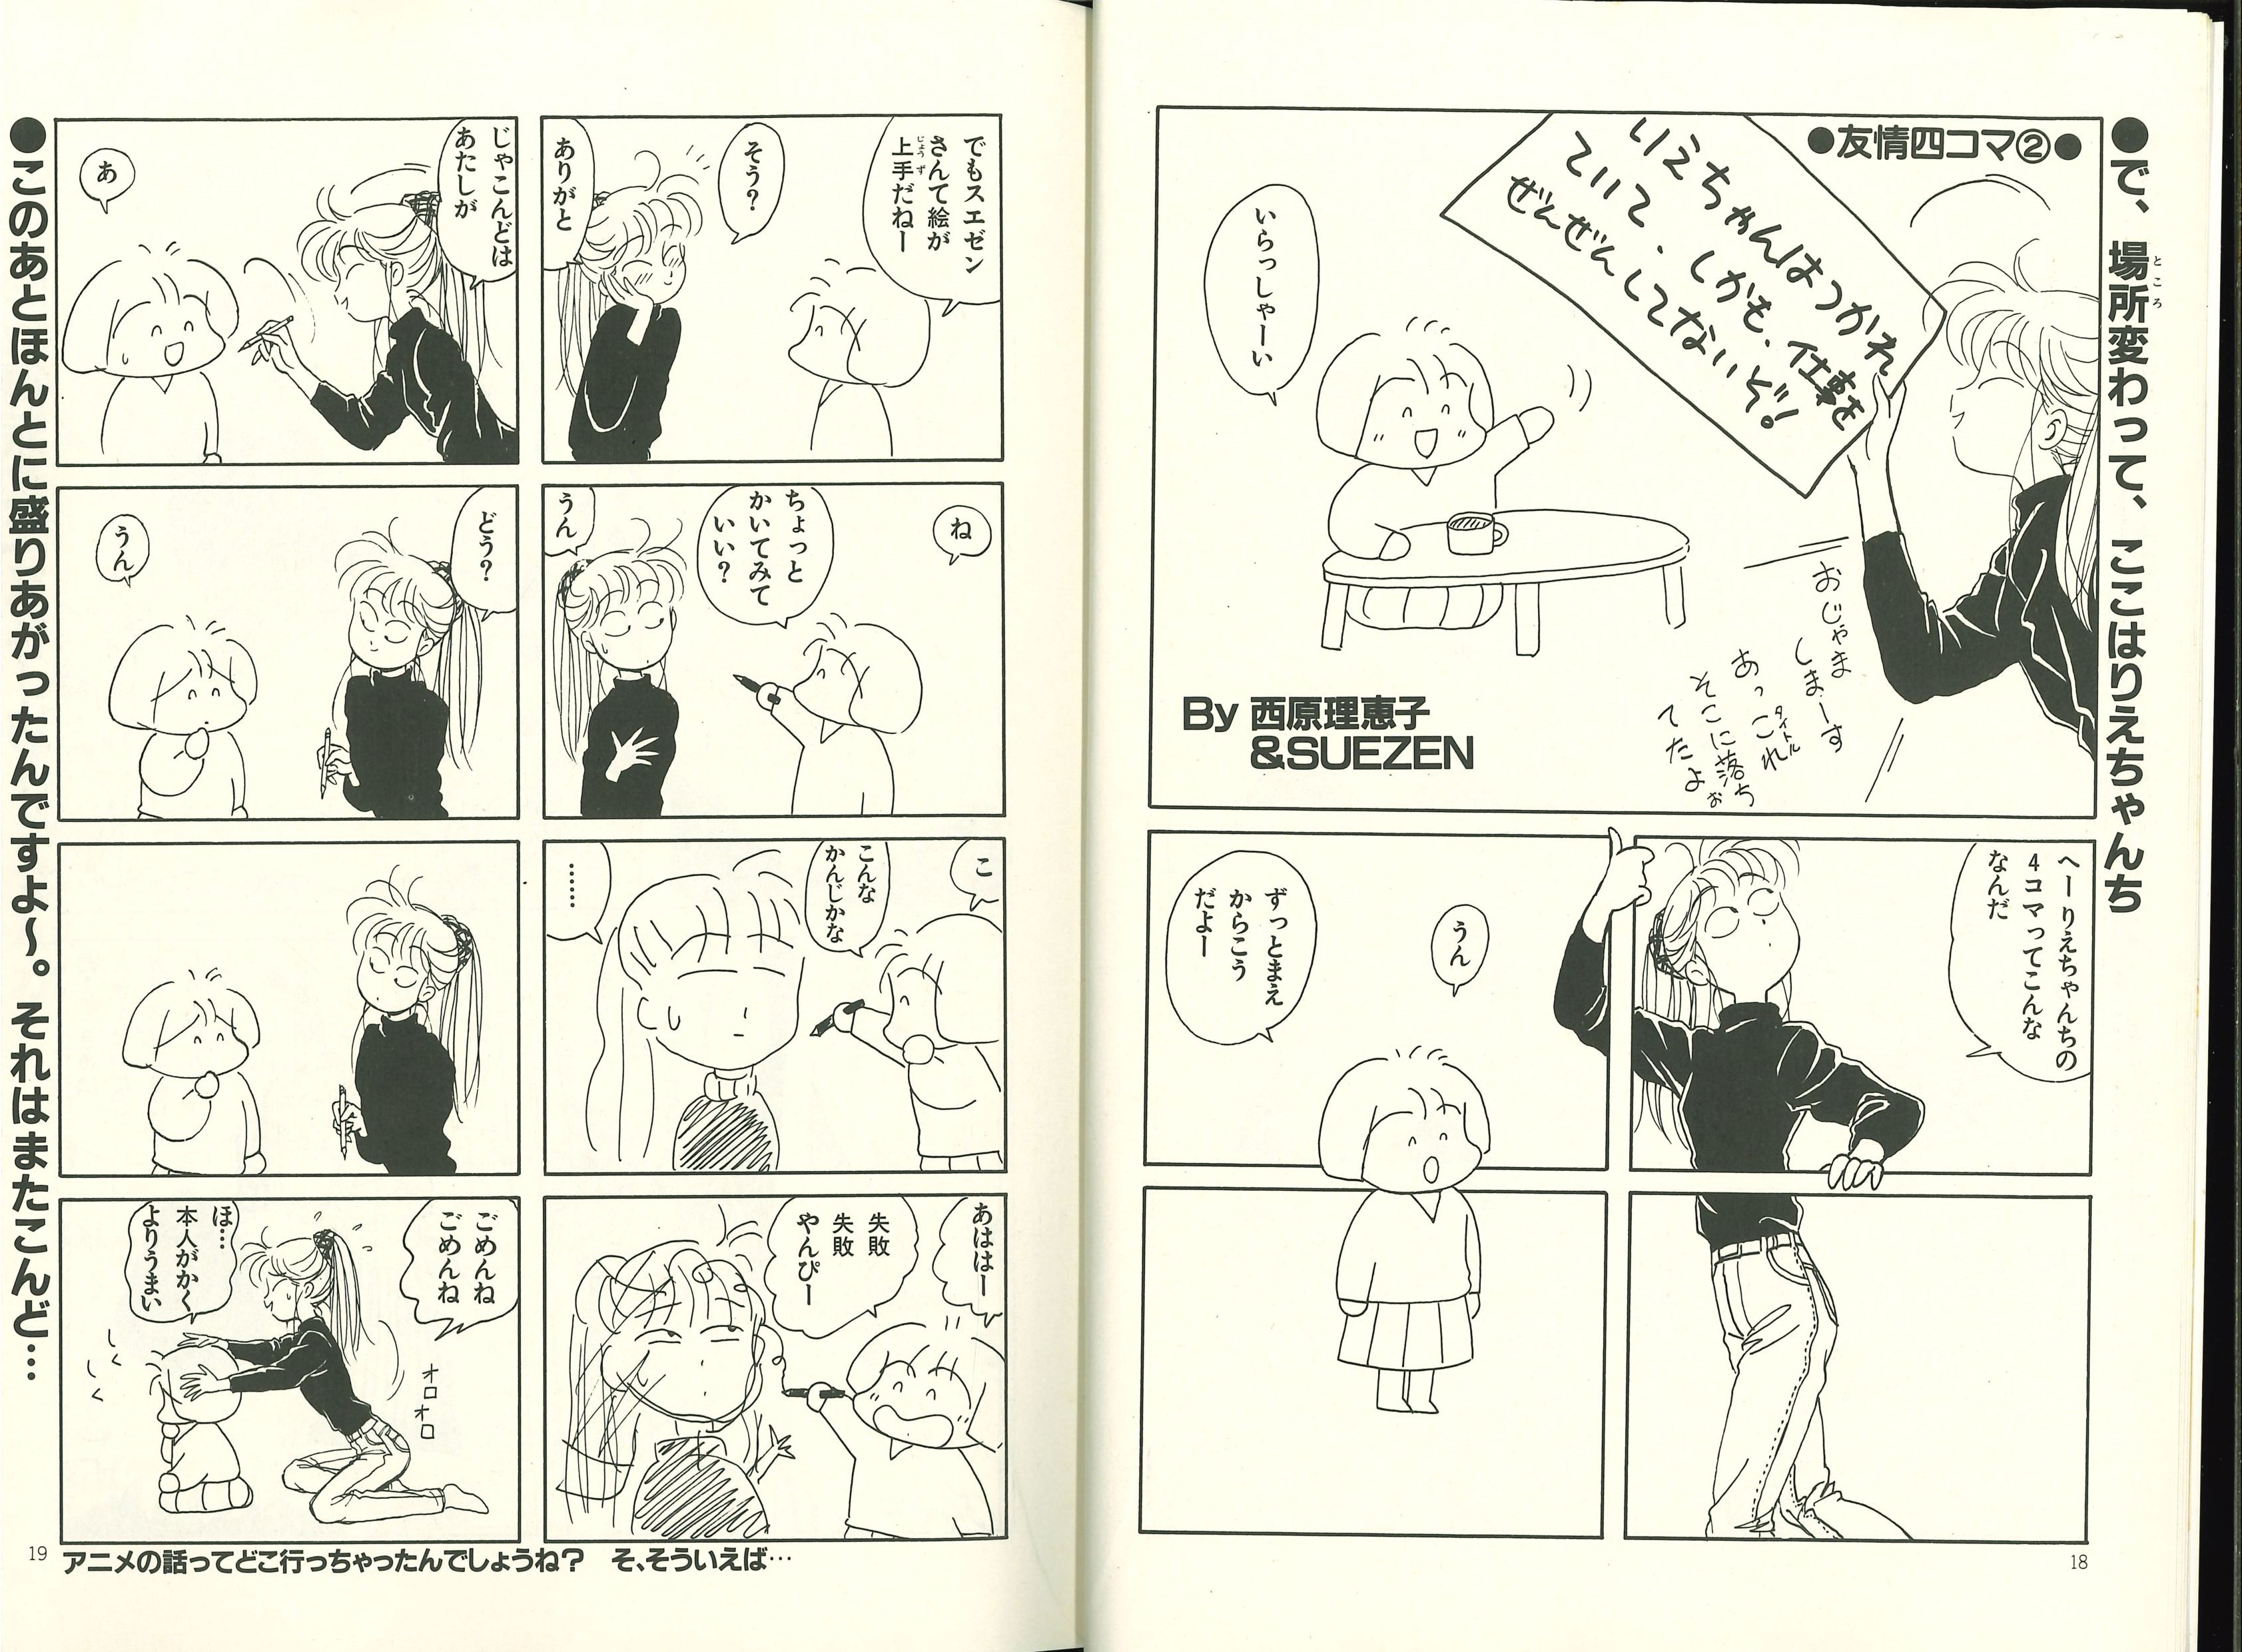 ●で、場所変わって、ここはりえちゃんち
ところ
●友情四コマ②●
りえちゃんはつかれ
ていて、しかも、仕事を
ぜんぜんしてないぞ!
いらっしゃーい
おじゃま
しまーす
あっこれ
タイトル
そこに落ち
てたよぉ
By 西原理恵子
&SUEZEN
へーりえちゃんちの
4コマってこんな
なんだ
うん
ずっとまえ
からこう
だよー
18
でもスエゼン
さんて絵が
上手だねー
じょうず
そう?
ありがと
ね
ちょっと
かいてみて
いい?
うん
こ
こんな
かんじかな
……
あははー
失敗
失敗
やんぴー
じゃこんどは
あたしが
あ
どう?
うん
ごめんね
ごめんね
ほ…
本人がかく
よりうまい
オロオロ
しく
しく
●このあとほんとに盛りあがったんですよ〜。それはまたこんど…
19
アニメの話ってどこ行っちゃったんでしょうね? そ、そういえば…